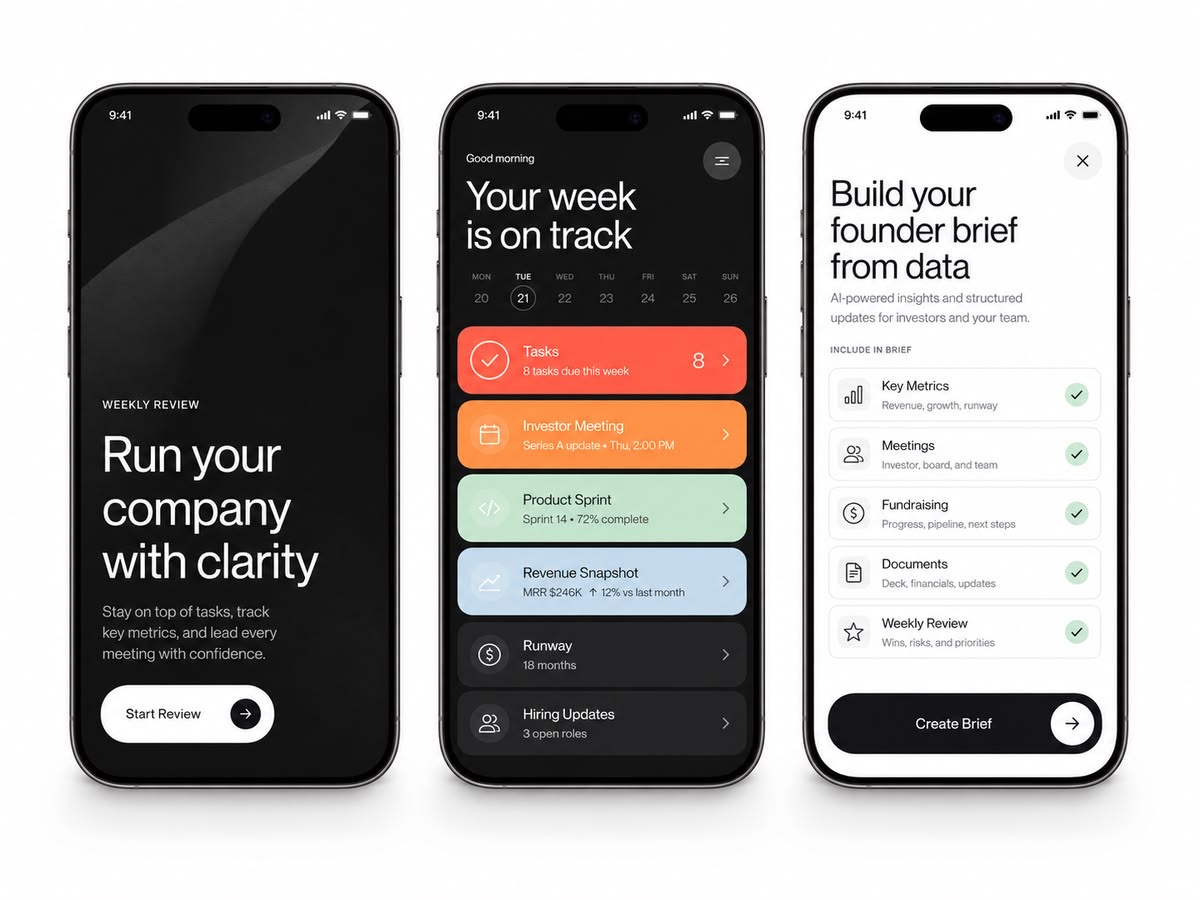 9:41
WEEKLY REVIEW
Run your
company
with clarity
Stay on top of tasks, track
key metrics, and lead every
meeting with confidence.
Start Review
9:41
Good morning
Your week
is on track
MON TUE WED THU FRI SAT SUN
20 21 22 23 24 25 26
Tasks
8 tasks due this week
8
Investor Meeting
Series A update • Thu, 2:00 PM
Product Sprint
Sprint 14 • 72% complete
Revenue Snapshot
MRR $246K ↑ 12% vs last month
Runway
18 months
Hiring Updates
3 open roles
9:41
Build your
founder brief
from data
AI-powered insights and structured
updates for investors and your team.
INCLUDE IN BRIEF
Key Metrics
Revenue, growth, runway
Meetings
Investor, board, and team
Fundraising
Progress, pipeline, next steps
Documents
Deck, financials, updates
Weekly Review
Wins, risks, and priorities
Create Brief